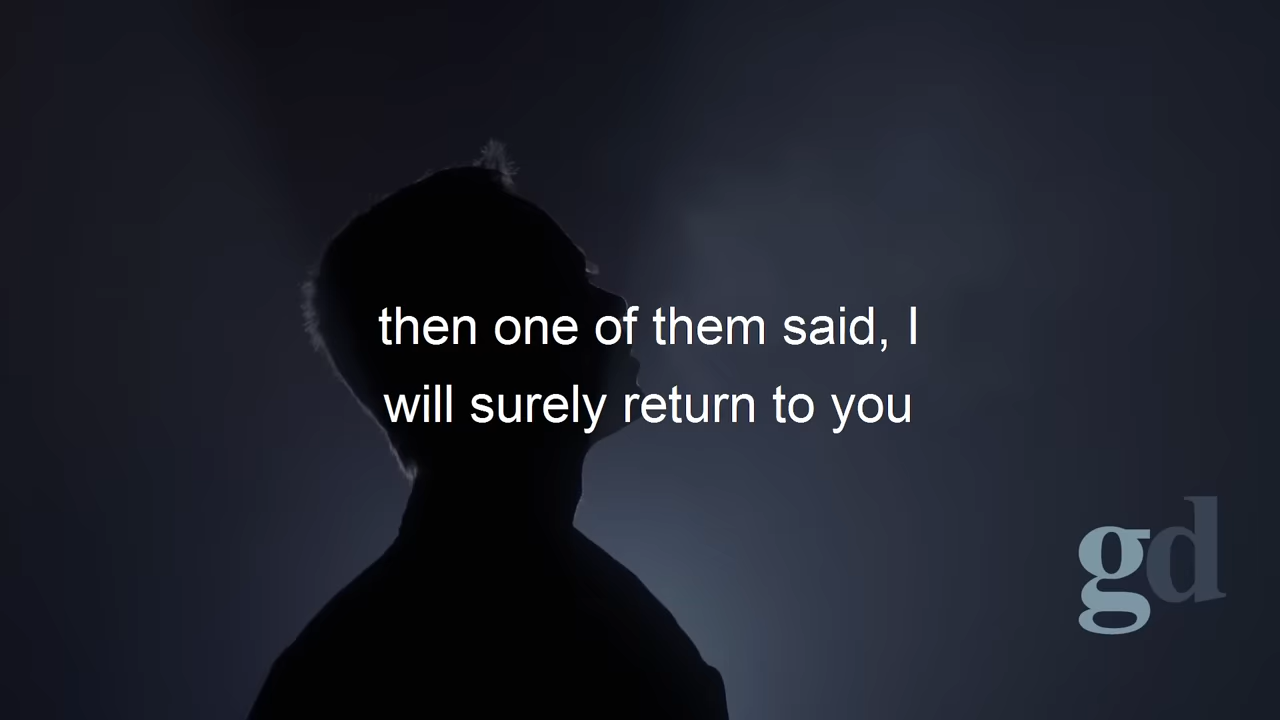 then one of them said, I
will surely return to you
gd